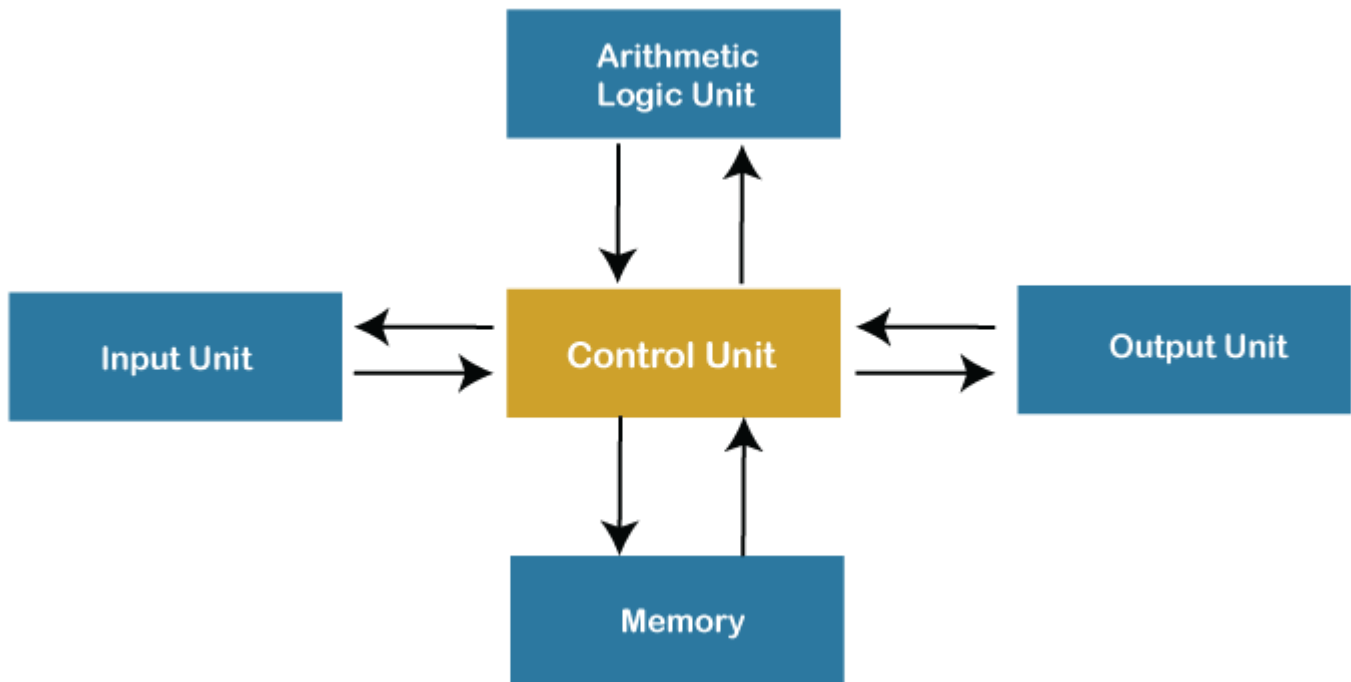 Arithmetic
Logic Unit
Input Unit
Control Unit
Output Unit
Memory